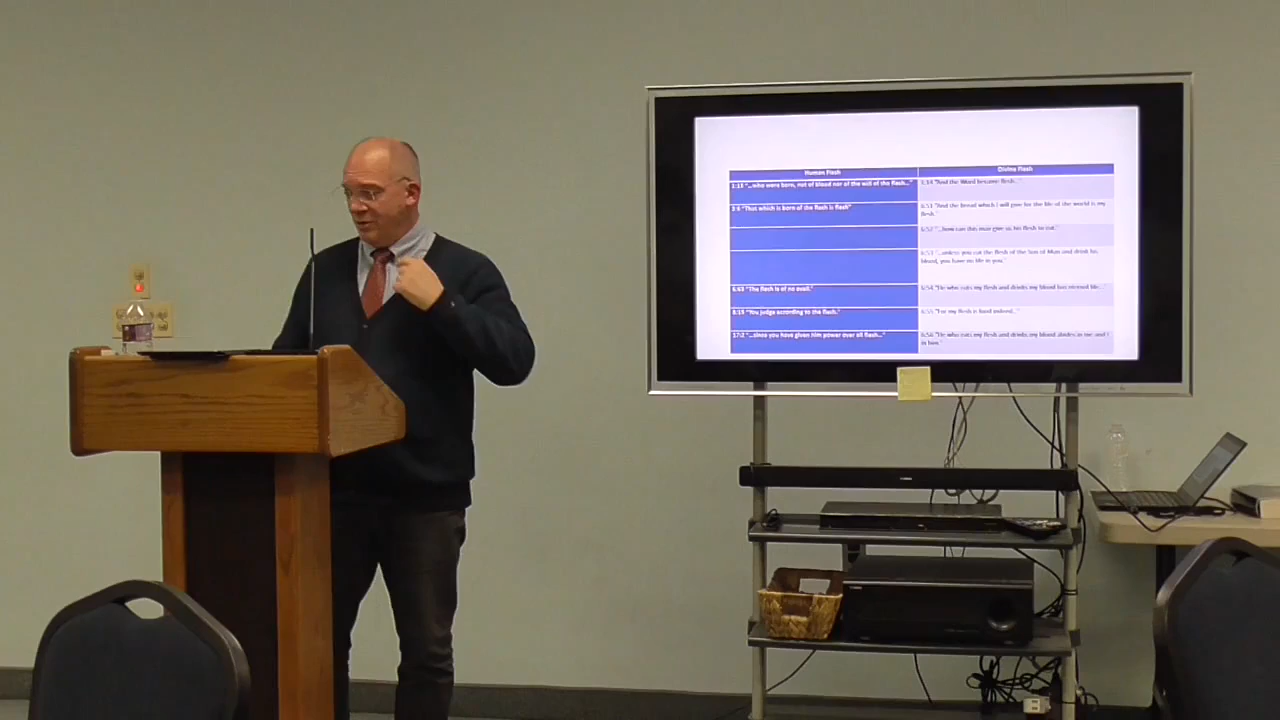 Human Flesh
Divine Flesh
1:13 "...who were born, not of blood nor of the will of the flesh..."
1:14 "And the Word became flesh..."
3:6 "That which is born of the flesh is flesh"
6:51 "And the bread which I will give for the life of the world is my
flesh."
6:52 "...how can this man give us his flesh to eat."
6:53 "...unless you eat the flesh of the Son of Man and drink his
blood, you have no life in you."
6:63 "The flesh is of no avail."
6:54 "He who eats my flesh and drinks my blood has eternal life..."
8:15 "You judge according to the flesh."
6:55 "For my flesh is food indeed..."
17:2 "...since you have given him power over all flesh..."
6:56 "He who eats my flesh and drinks my blood abides in me and I
in him."